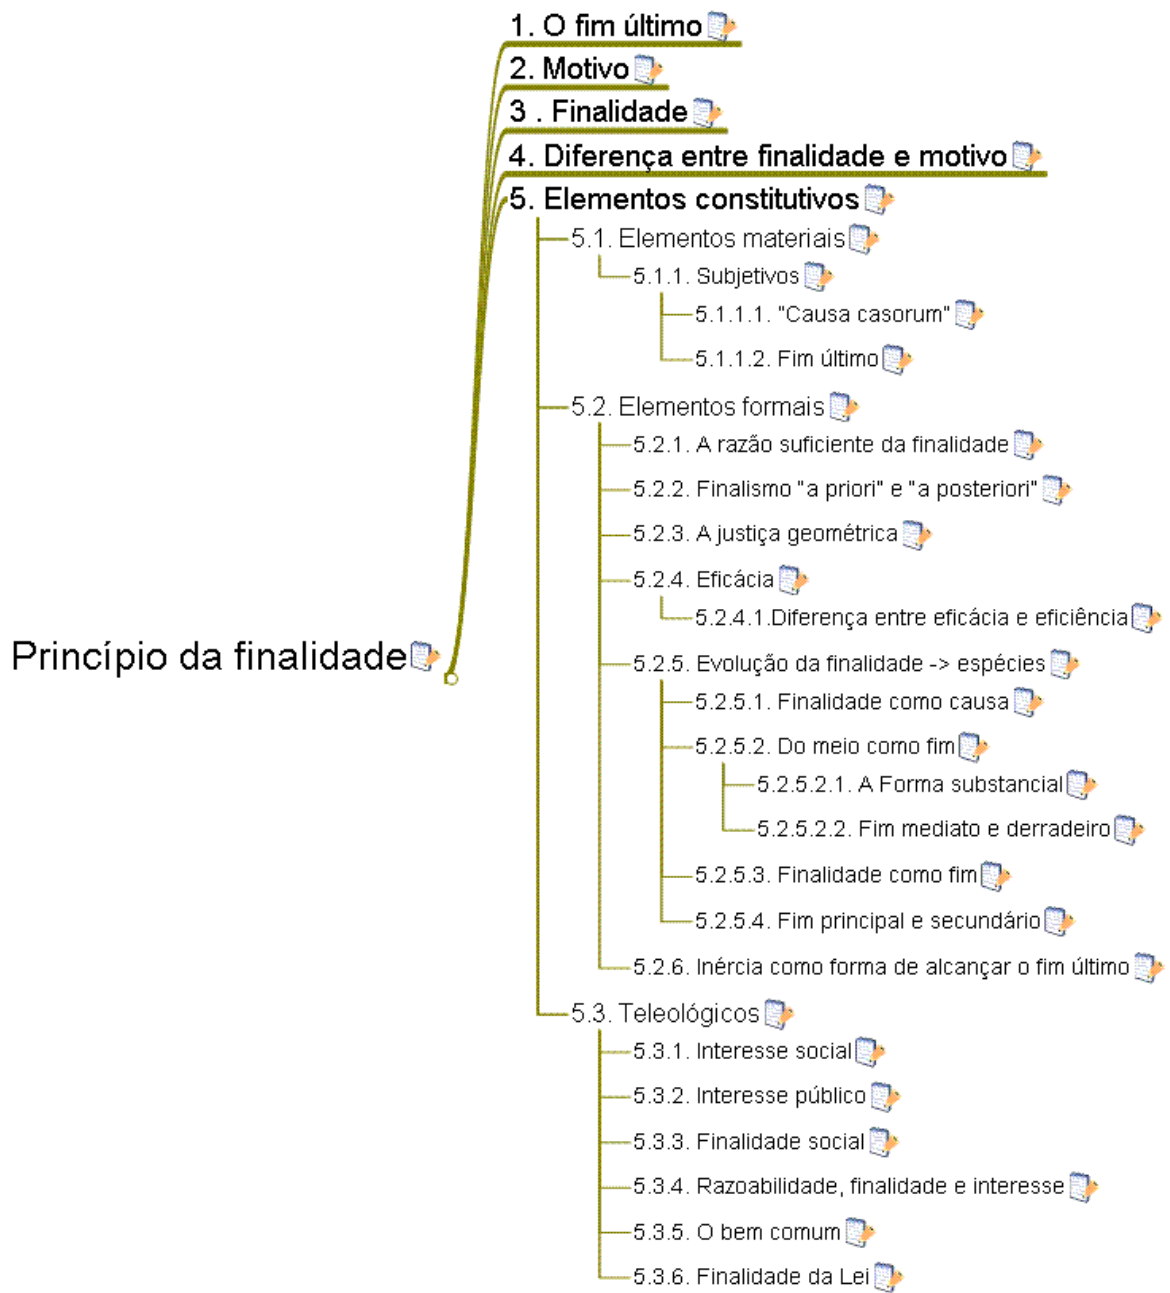 1. O fim último
2. Motivo
3 . Finalidade
4. Diferença entre finalidade e motivo
5. Elementos constitutivos
5.1. Elementos materiais
5.1.1. Subjetivos
5.1.1.1. "Causa casorum"
5.1.1.2. Fim último
5.2. Elementos formais
5.2.1. A razão suficiente da finalidade
5.2.2. Finalismo "a priori" e "a posteriori"
5.2.3. A justiça geométrica
5.2.4. Eficácia
5.2.4.1.Diferença entre eficácia e eficiência
Princípio da finalidade
5.2.5. Evolução da finalidade -> espécies
5.2.5.1. Finalidade como causa
5.2.5.2. Do meio como fim
5.2.5.2.1. A Forma substancial
5.2.5.2.2. Fim mediato e derradeiro
5.2.5.3. Finalidade como fim
5.2.5.4. Fim principal e secundário
5.2.6. Inércia como forma de alcançar o fim último
5.3. Teleológicos
5.3.1. Interesse social
5.3.2. Interesse público
5.3.3. Finalidade social
5.3.4. Razoabilidade, finalidade e interesse
5.3.5. O bem comum
5.3.6. Finalidade da Lei